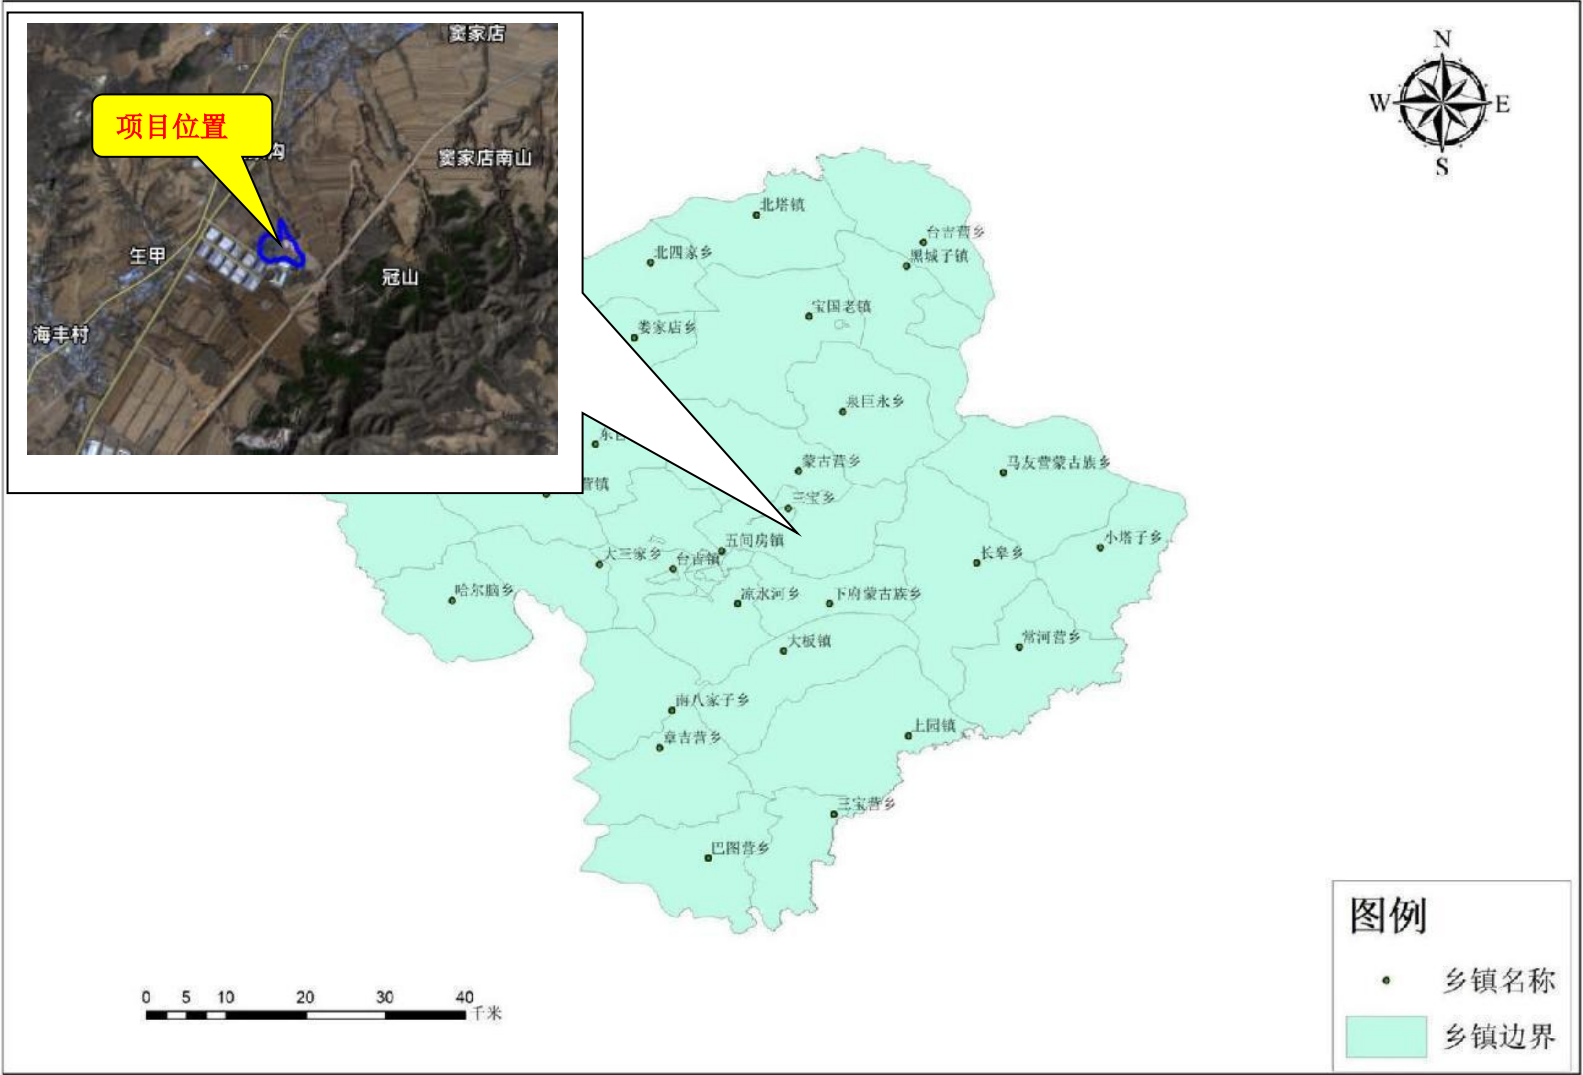 窦家店
项目位置
沟
窦家店南山
生甲
冠山
海丰村
N
W
E
S
北塔镇
台吉营乡
北四家乡
黑城子镇
宝国老镇
娄家店乡
泉巨永乡
东
蒙古营乡
马友营蒙古族乡
营镇
三宝乡
五间房镇
小塔子乡
大三家乡
台吉镇
长皋乡
哈尔脑乡
凉水河乡
下府蒙古族乡
大板镇
常河营乡
南八家子乡
上园镇
章吉营乡
三宝营乡
巴图营乡
图例
乡镇名称
乡镇边界
0 5 10 20 30 40
千米